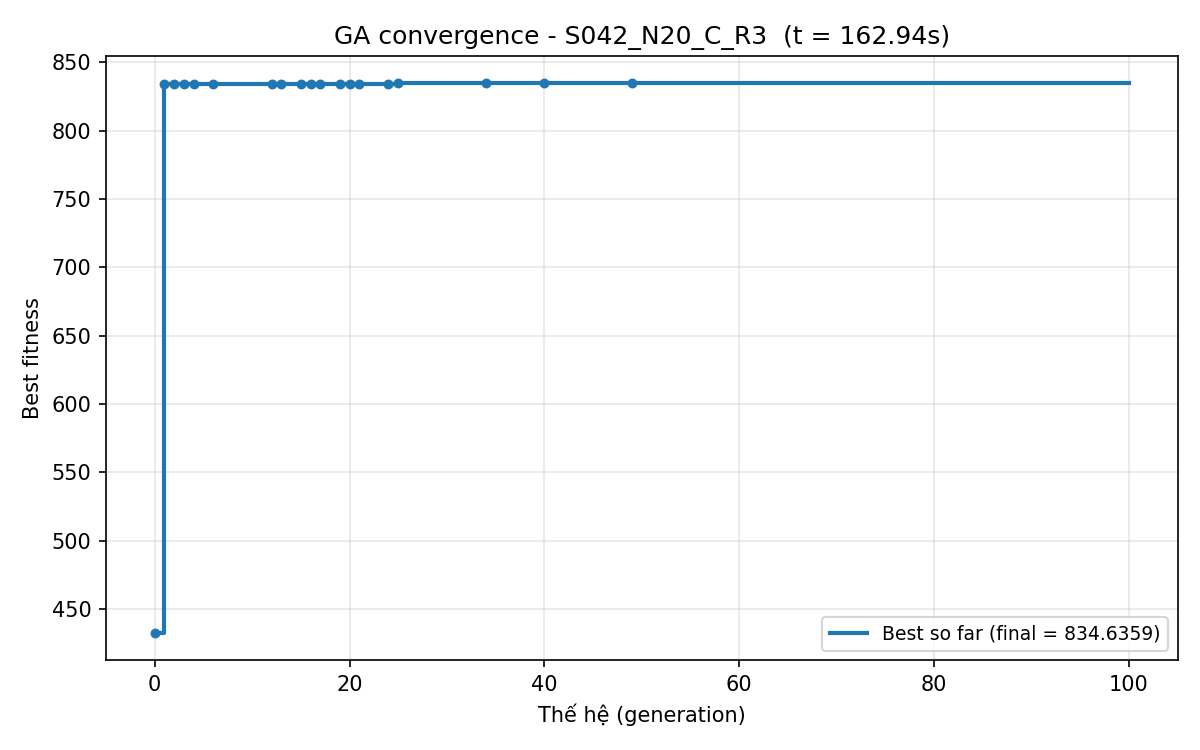 GA convergence - S042_N20_C_R3  (t = 162.94s)
850
800
750
700
650
600
550
500
450
Best fitness
Best so far (final = 834.6359)
0 20 40 60 80 100
Thế hệ (generation)